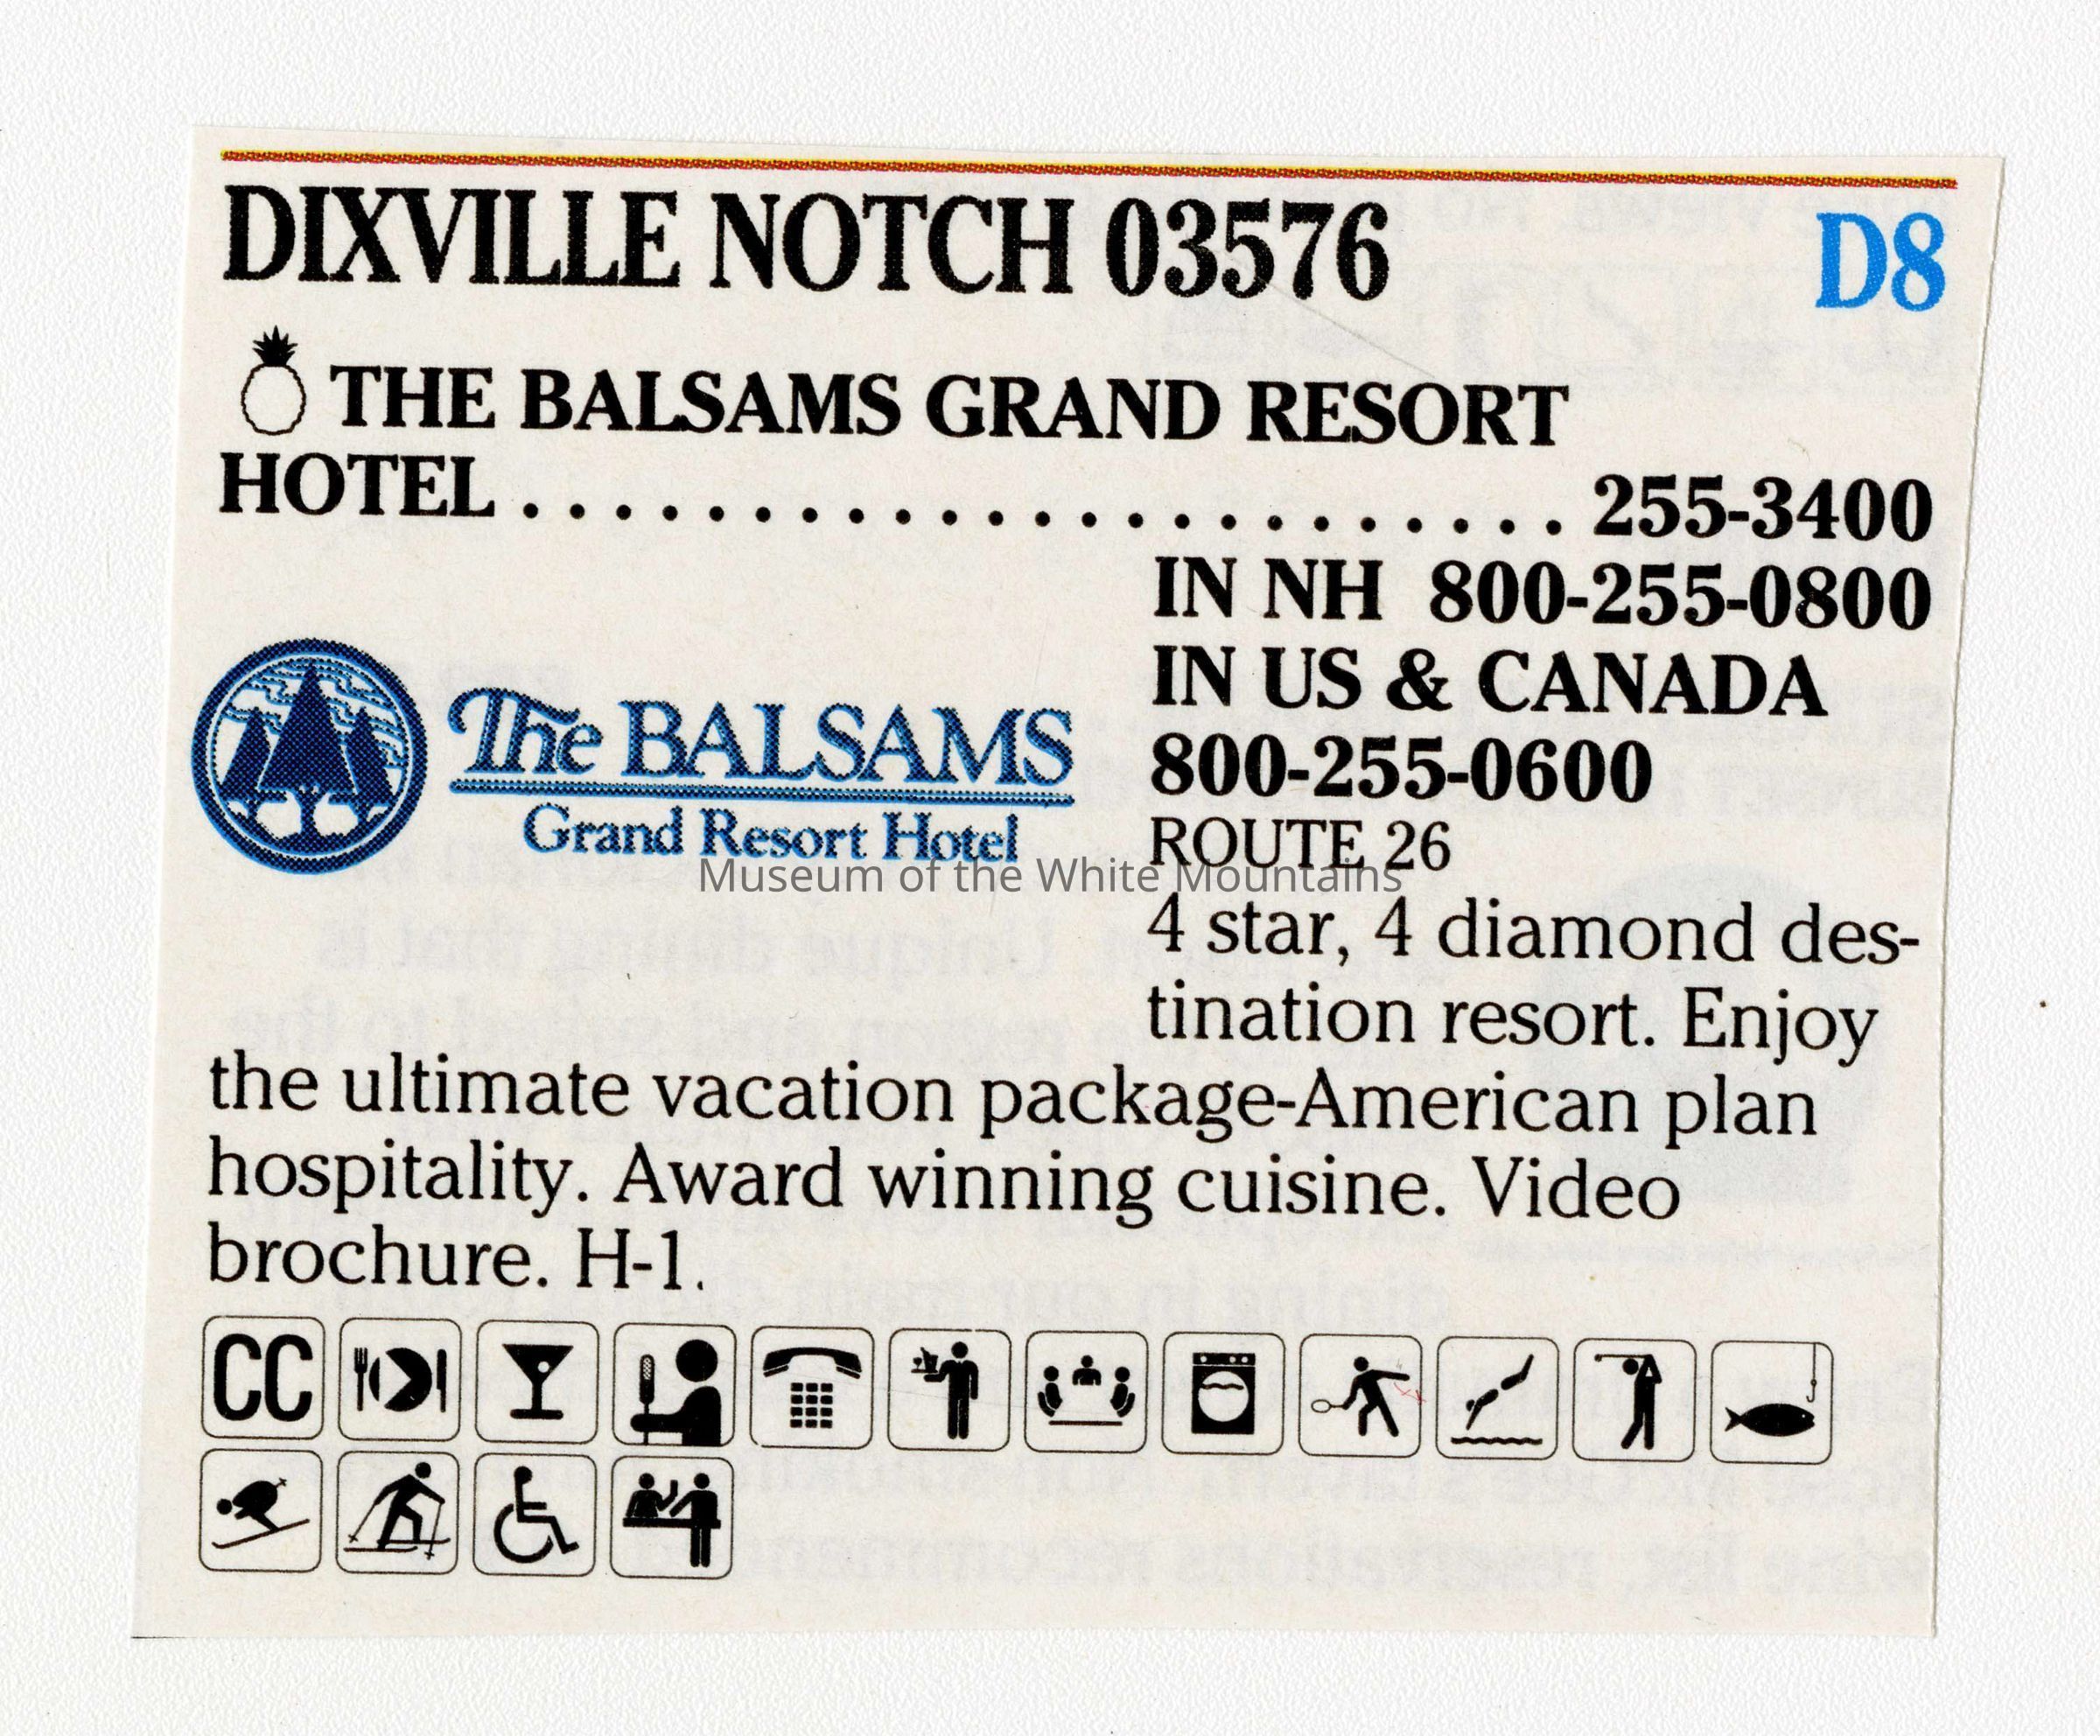 DIXVILLE NOTCH 03576 D8
THE BALSAMS GRAND RESORT
HOTEL . . . . . . . . . . . . . . . . . . . . . . . 255-3400
IN NH 800-255-0800
IN US & CANADA
800-255-0600
The BALSAMS
Grand Resort Hotel
ROUTE 26
Museum of the White Mountains
4 star, 4 diamond des-
tination resort. Enjoy
the ultimate vacation package-American plan
hospitality. Award winning cuisine. Video
brochure. H-1.
CC